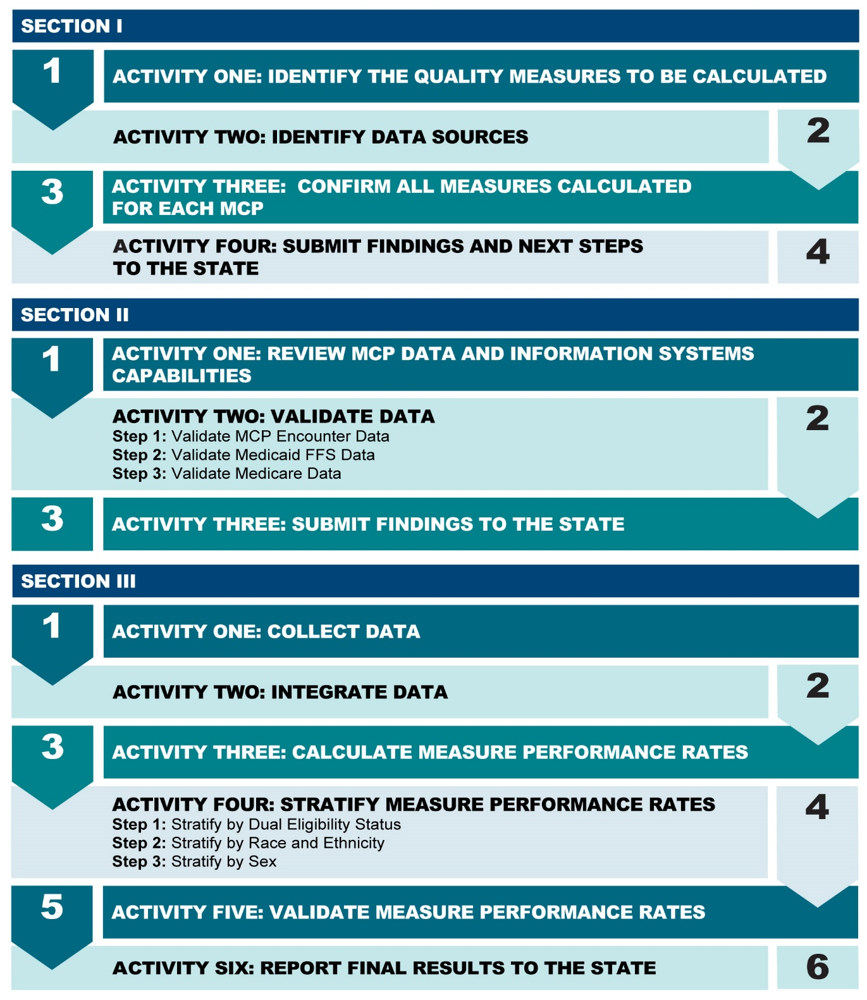 SECTION I
1
ACTIVITY ONE: IDENTIFY THE QUALITY MEASURES TO BE CALCULATED
ACTIVITY TWO: IDENTIFY DATA SOURCES
2
3
ACTIVITY THREE:  CONFIRM ALL MEASURES CALCULATED
FOR EACH MCP
ACTIVITY FOUR: SUBMIT FINDINGS AND NEXT STEPS
TO THE STATE
4
SECTION II
1
ACTIVITY ONE: REVIEW MCP DATA AND INFORMATION SYSTEMS
CAPABILITIES
ACTIVITY TWO: VALIDATE DATA
Step 1: Validate MCP Encounter Data
Step 2: Validate Medicaid FFS Data
Step 3: Validate Medicare Data
2
3
ACTIVITY THREE: SUBMIT FINDINGS TO THE STATE
SECTION III
1
ACTIVITY ONE: COLLECT DATA
ACTIVITY TWO: INTEGRATE DATA
2
3
ACTIVITY THREE: CALCULATE MEASURE PERFORMANCE RATES
ACTIVITY FOUR: STRATIFY MEASURE PERFORMANCE RATES
Step 1: Stratify by Dual Eligibility Status
Step 2: Stratify by Race and Ethnicity
Step 3: Stratify by Sex
4
5
ACTIVITY FIVE: VALIDATE MEASURE PERFORMANCE RATES
ACTIVITY SIX: REPORT FINAL RESULTS TO THE STATE
6